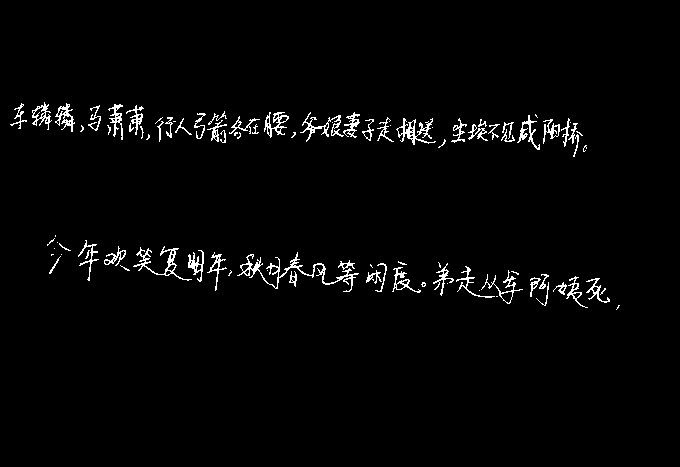 车辚辚,马萧萧,行人弓箭各在腰,爷娘妻子走相送,尘埃不见咸阳桥。
今年欢笑复明年,秋月春风等闲度。弟走从军阿姨死,